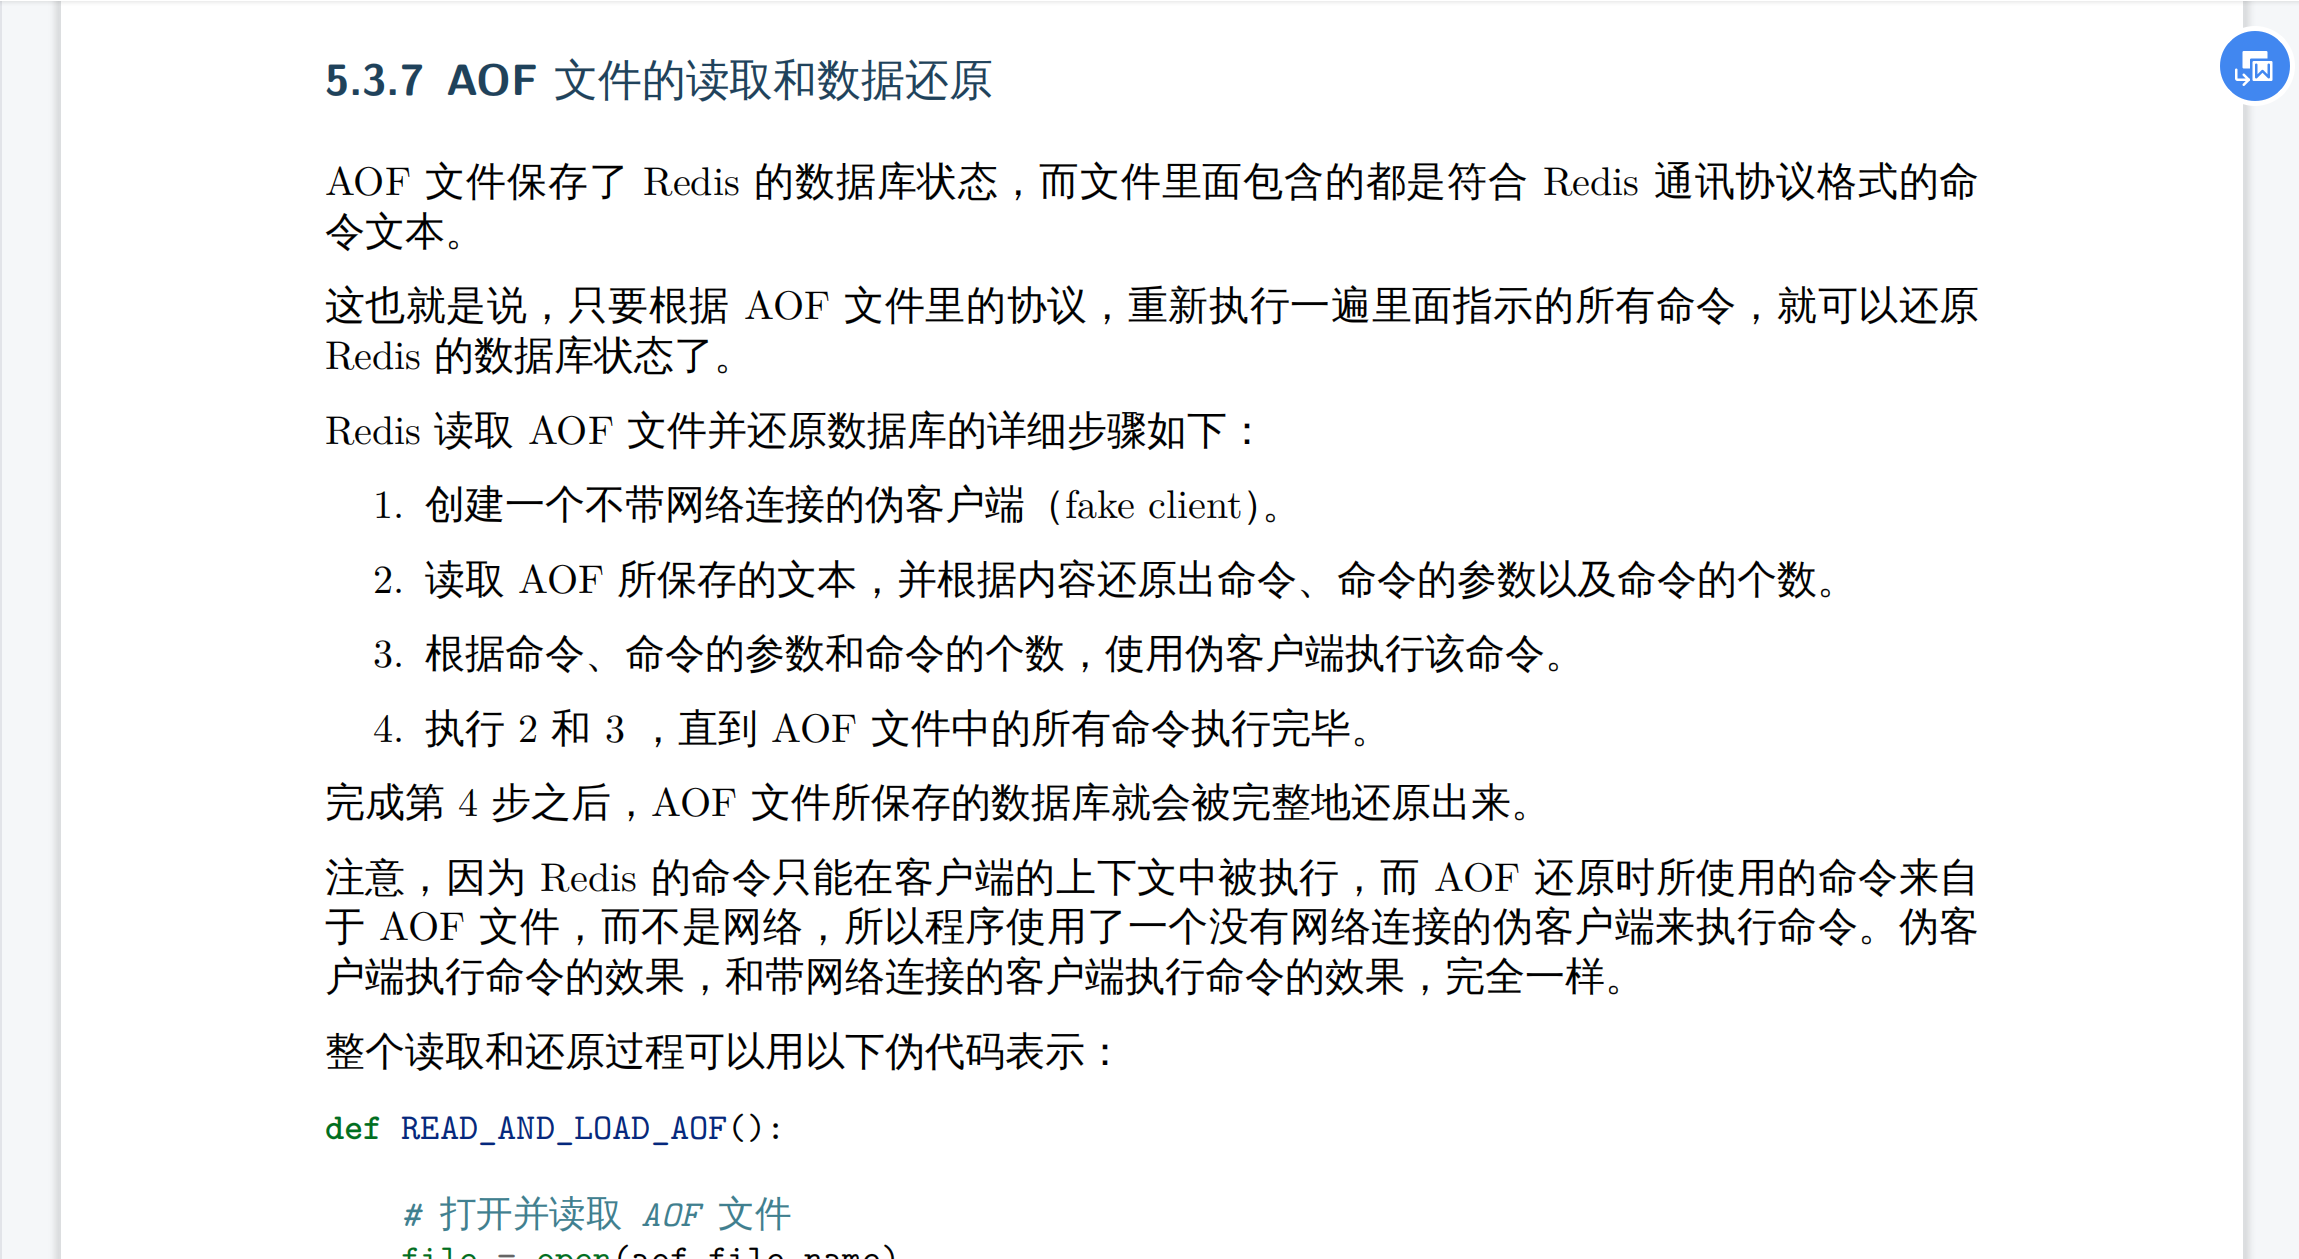 5.3.7 AOF 文件的读取和数据还原
AOF 文件保存了 Redis 的数据库状态，而文件里面包含的都是符合 Redis 通讯协议格式的命
令文本。
这也就是说，只要根据 AOF 文件里的协议，重新执行一遍里面指示的所有命令，就可以还原
Redis 的数据库状态了。
Redis 读取 AOF 文件并还原数据库的详细步骤如下：
1. 创建一个不带网络连接的伪客户端（fake client）。
2. 读取 AOF 所保存的文本，并根据内容还原出命令、命令的参数以及命令的个数。
3. 根据命令、命令的参数和命令的个数，使用伪客户端执行该命令。
4. 执行 2 和 3 ，直到 AOF 文件中的所有命令执行完毕。
完成第 4 步之后，AOF 文件所保存的数据库就会被完整地还原出来。
注意，因为 Redis 的命令只能在客户端的上下文中被执行，而 AOF 还原时所使用的命令来自
于 AOF 文件，而不是网络，所以程序使用了一个没有网络连接的伪客户端来执行命令。伪客
户端执行命令的效果，和带网络连接的客户端执行命令的效果，完全一样。
整个读取和还原过程可以用以下伪代码表示：
def READ_AND_LOAD_AOF():
# 打开并读取 AOF 文件
file = open(aof_file_name)